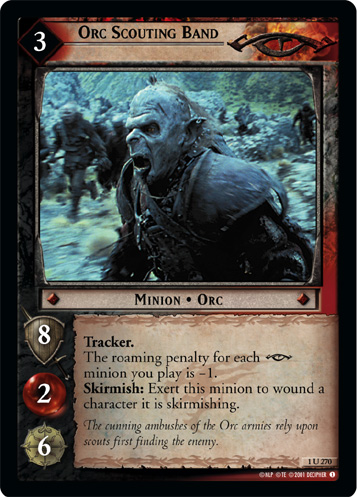 3
ORC SCOUTING BAND
MINION • ORC
8
2
6
Tracker.
The roaming penalty for each
minion you play is –1.
Skirmish: Exert this minion to wound a
character it is skirmishing.
The cunning ambushes of the Orc armies rely upon
scouts first finding the enemy.
1 U 270
©NLP ™TE ©2001 DECIPHER